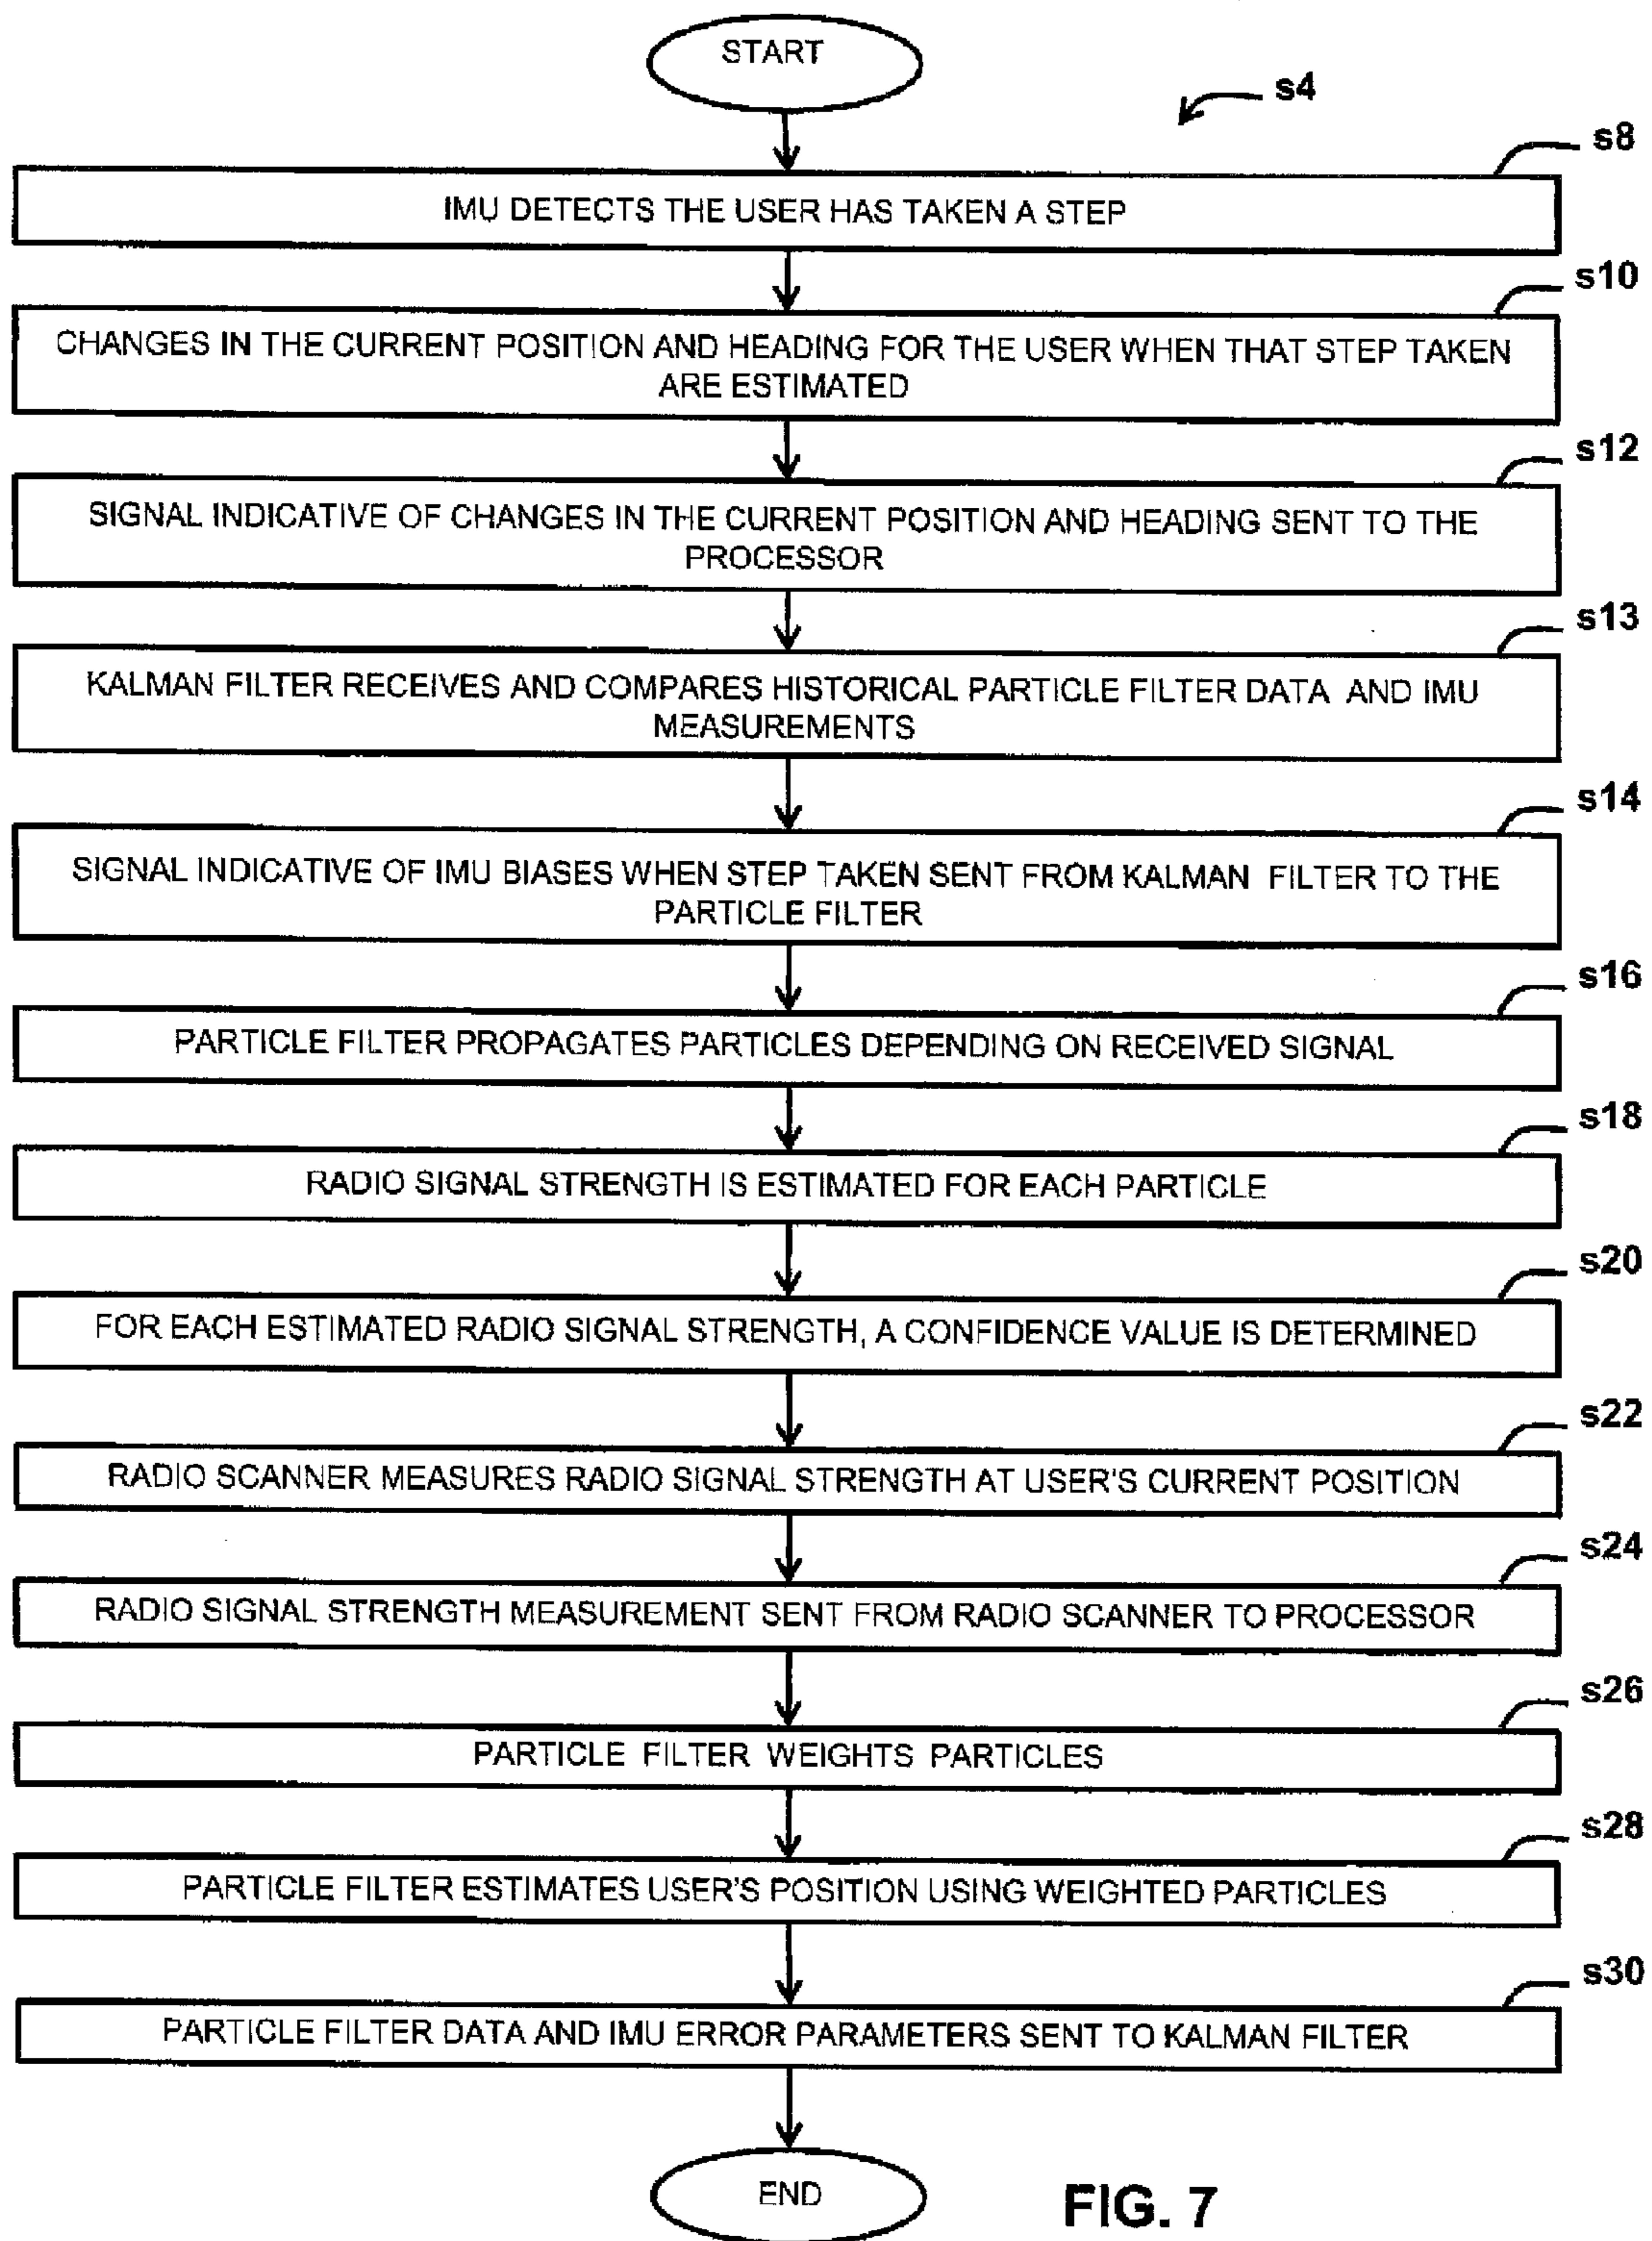 START
s4
s8
IMU DETECTS THE USER HAS TAKEN A STEP
s10
CHANGES IN THE CURRENT POSITION AND HEADING FOR THE USER WHEN THAT STEP TAKEN
ARE ESTIMATED
s12
SIGNAL INDICATIVE OF CHANGES IN THE CURRENT POSITION AND HEADING SENT TO THE
PROCESSOR
s13
KALMAN FILTER RECEIVES AND COMPARES HISTORICAL PARTICLE FILTER DATA AND IMU
MEASUREMENTS
s14
SIGNAL INDICATIVE OF IMU BIASES WHEN STEP TAKEN SENT FROM KALMAN FILTER TO THE
PARTICLE FILTER
s16
PARTICLE FILTER PROPAGATES PARTICLES DEPENDING ON RECEIVED SIGNAL
s18
RADIO SIGNAL STRENGTH IS ESTIMATED FOR EACH PARTICLE
s20
FOR EACH ESTIMATED RADIO SIGNAL STRENGTH, A CONFIDENCE VALUE IS DETERMINED
s22
RADIO SCANNER MEASURES RADIO SIGNAL STRENGTH AT USER'S CURRENT POSITION
s24
RADIO SIGNAL STRENGTH MEASUREMENT SENT FROM RADIO SCANNER TO PROCESSOR
s26
PARTICLE FILTER WEIGHTS PARTICLES
s28
PARTICLE FILTER ESTIMATES USER'S POSITION USING WEIGHTED PARTICLES
s30
PARTICLE FILTER DATA AND IMU ERROR PARAMETERS SENT TO KALMAN FILTER
END
FIG. 7